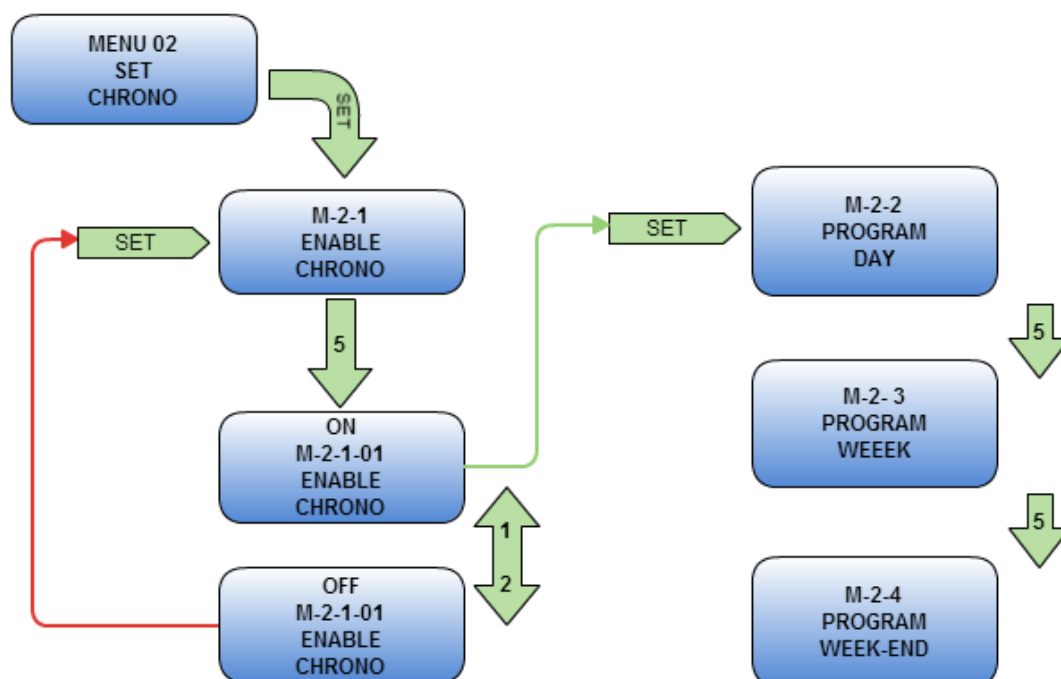 MENU 02
SET
CHRONO
SET
M-2-1
ENABLE
CHRONO
SET
5
ON
M-2-1-01
ENABLE
CHRONO
1
2
OFF
M-2-1-01
ENABLE
CHRONO
SET
M-2-2
PROGRAM
DAY
5
M-2- 3
PROGRAM
WEEEK
5
M-2-4
PROGRAM
WEEK-END